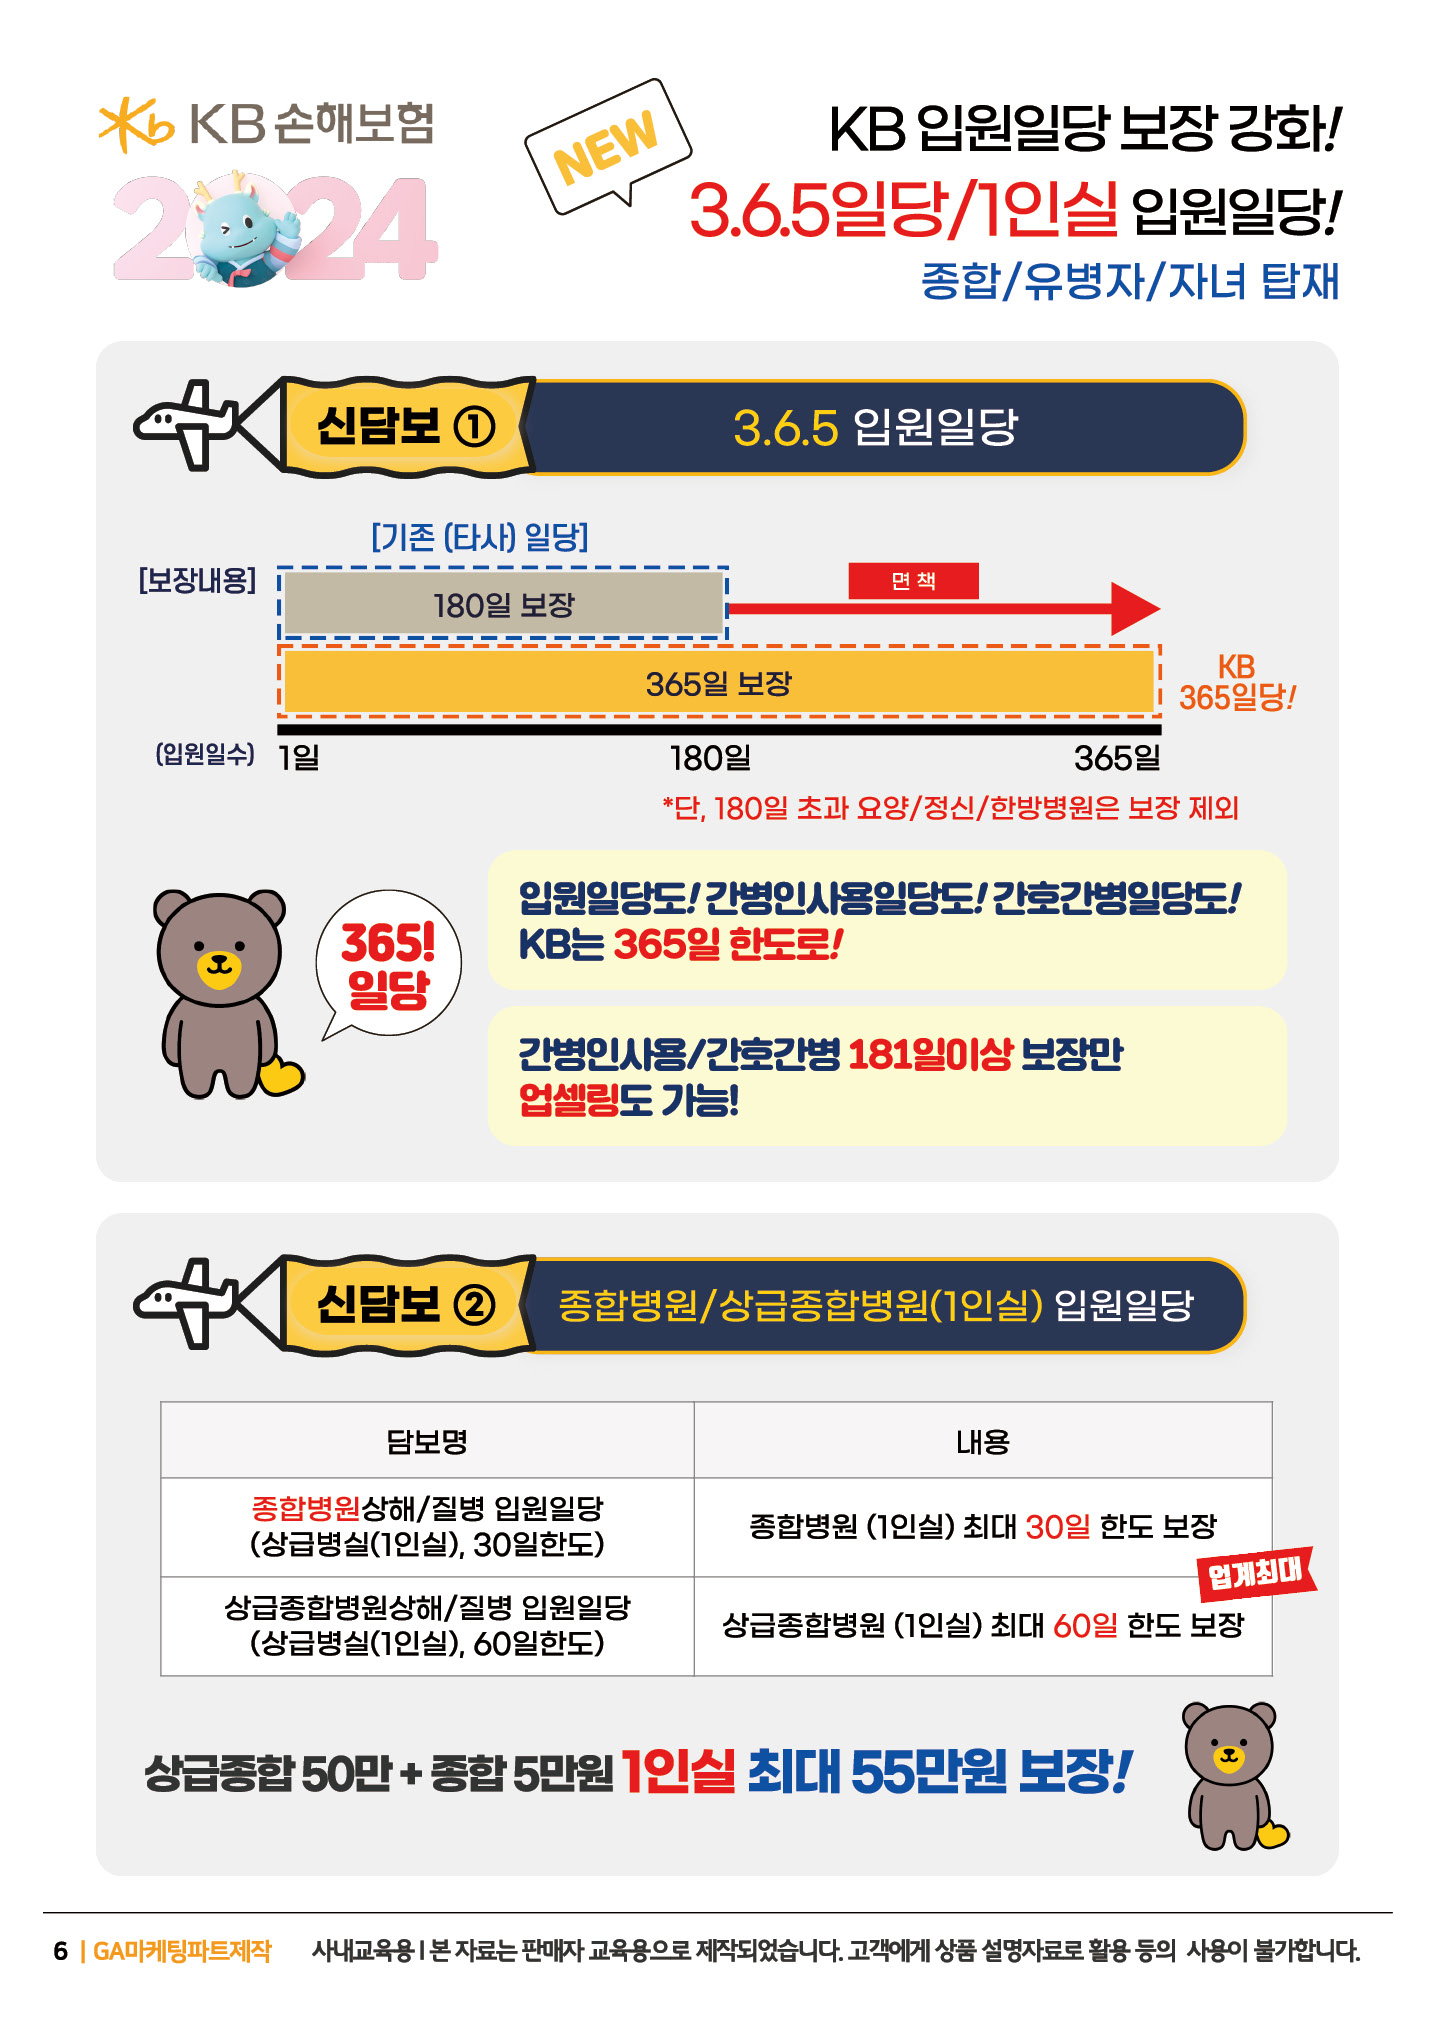 KB 손해보험
2024
NEW
KB 입원일당 보장 강화!
3.6.5일당/1인실 입원일당!
종합/유병자/자녀 탑재
신담보 ①
3.6.5 입원일당
[기존 (타사) 일당]
[보장내용]
180일 보장
면 책
365일 보장
KB
365일당!
(입원일수)
1일
180일
365일
*단, 180일 초과 요양/정신/한방병원은 보장 제외
365!
일당
입원일당도! 간병인사용일당도! 간호간병일당도!
KB는 365일 한도로!
간병인사용/간호간병 181일이상 보장만
업셀링도 가능!
신담보 ②
종합병원/상급종합병원(1인실) 입원일당
담보명
내용
종합병원상해/질병 입원일당
(상급병실(1인실), 30일한도)
종합병원 (1인실) 최대 30일 한도 보장
업계최대
상급종합병원상해/질병 입원일당
(상급병실(1인실), 60일한도)
상급종합병원 (1인실) 최대 60일 한도 보장
상급종합 50만 + 종합 5만원 1인실 최대 55만원 보장!
6 | GA마케팅파트제작 사내교육용 I 본 자료는 판매자 교육용으로 제작되었습니다. 고객에게 상품 설명자료로 활용 등의 사용이 불가합니다.